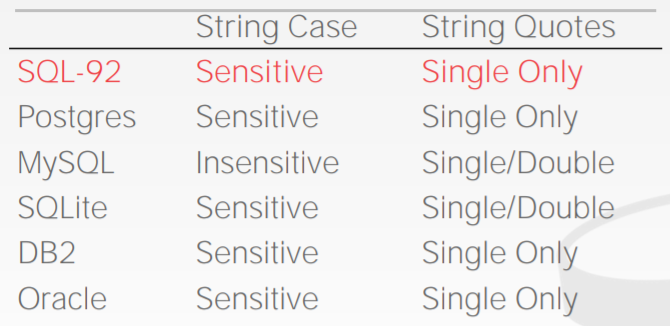 String Case String Quotes
SQL-92 Sensitive Single Only
Postgres Sensitive Single Only
MySQL Insensitive Single/Double
SQLite Sensitive Single/Double
DB2 Sensitive Single Only
Oracle Sensitive Single Only